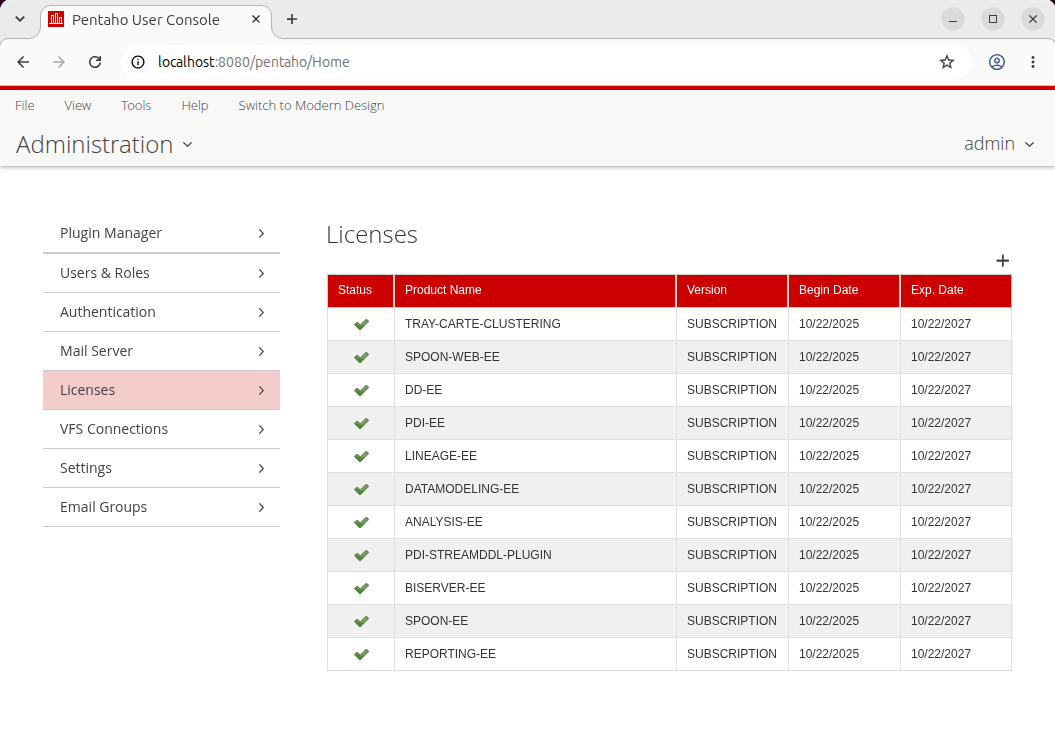 Pentaho User Console
localhost:8080/pentaho/Home
File View Tools Help Switch to Modern Design
Administration admin
Plugin Manager
Users & Roles
Authentication
Mail Server
Licenses
VFS Connections
Settings
Email Groups
Licenses
Status Product Name Version Begin Date Exp. Date
TRAY-CARTE-CLUSTERING SUBSCRIPTION 10/22/2025 10/22/2027
SPOON-WEB-EE SUBSCRIPTION 10/22/2025 10/22/2027
DD-EE SUBSCRIPTION 10/22/2025 10/22/2027
PDI-EE SUBSCRIPTION 10/22/2025 10/22/2027
LINEAGE-EE SUBSCRIPTION 10/22/2025 10/22/2027
DATAMODELING-EE SUBSCRIPTION 10/22/2025 10/22/2027
ANALYSIS-EE SUBSCRIPTION 10/22/2025 10/22/2027
PDI-STREAMDDL-PLUGIN SUBSCRIPTION 10/22/2025 10/22/2027
BISERVER-EE SUBSCRIPTION 10/22/2025 10/22/2027
SPOON-EE SUBSCRIPTION 10/22/2025 10/22/2027
REPORTING-EE SUBSCRIPTION 10/22/2025 10/22/2027